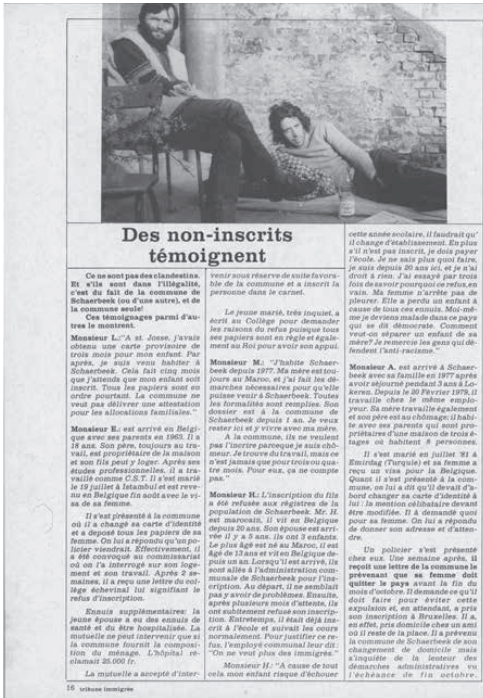 Des non-inscrits
témoignent
Ce ne sont pas des clandestins.
Et s'ils sont dans l'illégalité,
c'est du fait de la commune de
Schaerbeek (ou d'une autre), et de
la commune seule!
Ces témoignages parmi d'au-
tres le montrent.
Monsieur L.: "A st. Josse, j'avais
obtenu une carte provisoire de
trois mois pour mon enfant. Par
après, je suis venu habiter à
Schaerbeek. Cela fait cinq mois
que j'attends que mon enfant soit
inscrit. Tous les papiers sont en
ordre pourtant. La commune ne
veut pas délivrer une attestation
pour les allocations familiales."
Monsieur E.: est arrivé en Belgi-
que avec ses parents en 1963. Il a
18 ans. Son père, toujours au tra-
vail, est propriétaire de la maison
et son fils peut y loger. Après ses
études professionnelles, il a tra-
vaillé comme C.S.T. Il s'est marié
le 19 juillet à Istambul et est reve-
nu en Belgique fin août avec le vi-
sa de sa femme.
Il s'est présenté à la commune
où il a changé sa carte d'identité
et a déposé tous les papiers de sa
femme. On lui a répondu qu'un po-
licier viendrait. Effectivement, il
a été convoqué au commissariat
où on l'a interrogé sur son loge-
ment et son travail. Après 2 se-
maines, il a reçu une lettre du col-
lège échevinal lui signifiant le
refus d'inscription.
Ennuis supplémentaires: la
jeune épouse a eu des ennuis de
santé et du être hospitalisée. La
mutuelle ne peut intervenir que si
la commune fournit la composi-
tion du ménage. L'hôpital ré-
clamait 25.000 fr.
La mutuelle a accepté d'inter-
venir sous réserve de suite favora-
ble de la commune et a inscrit la
personne dans le carnet.
Le jeune marié, très inquiet, a
écrit au Collège pour demander
les raisons du refus puisque tous
ses papiers sont en règle et égale-
ment au Roi pour avoir son appui.
Monsieur M.: "J'habite Schaer-
beek depuis 1977. Ma mère est tou-
jours au Maroc, et j'ai fait les dé-
marches nécessaires pour qu'elle
puisse venir à Schaerbeek. Toutes
les formalités sont remplies. Son
dossier est à la commune de
Schaerbeek depuis 1 an. Je veux
rester ici et y vivre avec ma mère.
A la commune, ils ne veulent
pas l'incrire parceque je suis chô-
meur. Je trouve du travail, mais ce
n'est jamais que pour trois ou qua-
tre mois. Pour eux, ça ne compte
pas."
Monsieur H.: L'inscription du fils
a été refusée aux registres de la
population de Schaerbeek. Mr. H.
est marocain, il vit en Belgique
depuis 20 ans. Son épouse est arri-
vée il y a 5 ans. ils ont 3 enfants.
Le plus âgé est né au Maroc, il est
âgé de 13 ans et vit en Belgique de-
puis un an. Lorsqu'il est arrivé, ils
sont allés à l'administration com-
munale de Schaerbeek pour l'ins-
cription. Au départ, il ne semblait
pas y avoir de problèmes. Ensuite,
après plusieurs mois d'attente, ils
ont subitement refusé son inscrip-
tion. Entretemps, il était déjà ins-
crit à l'école et suivait les cours
normalement. Pour justifier ce re-
fus, l'employé communal leur dit:
"On ne veut plus des immigrés."
Monsieur H.: "A cause de tout
cela, mon enfant risque d'échouer
cette année scolaire, il faudrait qu'
il change d'établissement. En plus
s'il n'est pas inscrit, je dois payer
l'école. Je ne sais plus quoi faire,
je suis depuis 20 ans ici, et je n'ai
droit à rien. J'ai essayé par trois
fois de savoir pourquoi ce refus, en
vain. Ma femme n'arrête pas de
pleurer. Elle a perdu un enfant à
cause de tous ces ennuis. Moi-mê-
me je deviens malade dans ce pays
qui se dit démocrate. Comment
veut-on séparer un enfant de sa
mère? Je remercie les gens qui dé-
fendent l'anti-racisme."
Monsieur A. est arrivé à Schaer-
beek avec sa famille en 1977 après
avoir séjourné pendant 3 ans à Lo-
keren. Depuis le 20 Février 1979, il
travaille chez le même emplo-
yeur. Sa mère travaille également
et son père est au chômage; il habi-
te avec ses parents qui sont pro-
priétaires d'une maison de trois é-
tages où habitent 8 personnes.
Il s'est marié en juillet '81 à
Emirdag (Turquie) et sa femme a
reçu un visa pour la Belgique.
Quant il s'est présenté à la com-
mune, on lui a dit qu'il devait d'a-
bord changer sa carte d'identité à
lui: la mention célibataire devant
être modifiée. Il a demandé quoi
pour sa femme. On lui a répondu
de donner son adresse et d'atten-
dre.
Un policier s'est présenté
chez eux. Une semaine après, il
reçoit une lettre de la commune le
prévenant que sa femme doit
quitter le pays avant la fin du
mois d'octobre. Il demande ce qu'il
doit faire pour éviter cette
expulsion et, en attendant, a pris
son inscription à Bruxelles. Il a,
en effet, pris domicile chez un ami
où il reste de la place. Il a prévenu
la commune de Schaerbeek de son
changement de domicile mais
s'inquiète de la lenteur des
démarches administratives vu
l'échéance de fin octobre.
16 tribune immigrée